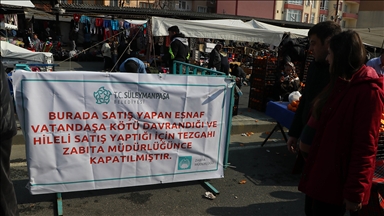 T.C. SÜLEYMANPAŞA
BELEDİYESİ
BURADA SATIŞ YAPAN ESNAF
VATANDAŞA KÖTÜ DAVRANDIĞI VE
HİLELİ SATIŞ YAPTIĞI İÇİN TEZGAHI
ZABITA MÜDÜRLÜĞÜNCE
KAPATILMIŞTIR.